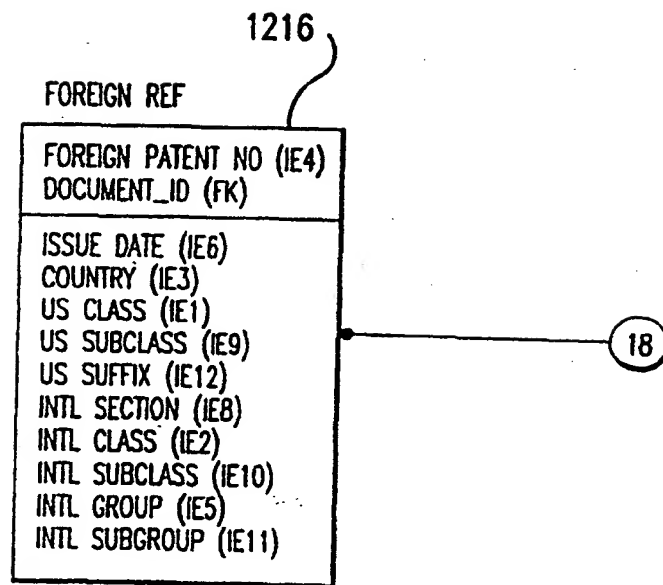 1216
FOREIGN REF
FOREIGN PATENT NO (IE4)
DOCUMENT_ID (FK)
ISSUE DATE (IE6)
COUNTRY (IE3)
US CLASS (IE1)
US SUBCLASS (IE9)
US SUFFIX (IE12)
INTL SECTION (IE8)
INTL CLASS (IE2)
INTL SUBCLASS (IE10)
INTL GROUP (IE5)
INTL SUBGROUP (IE11)
18